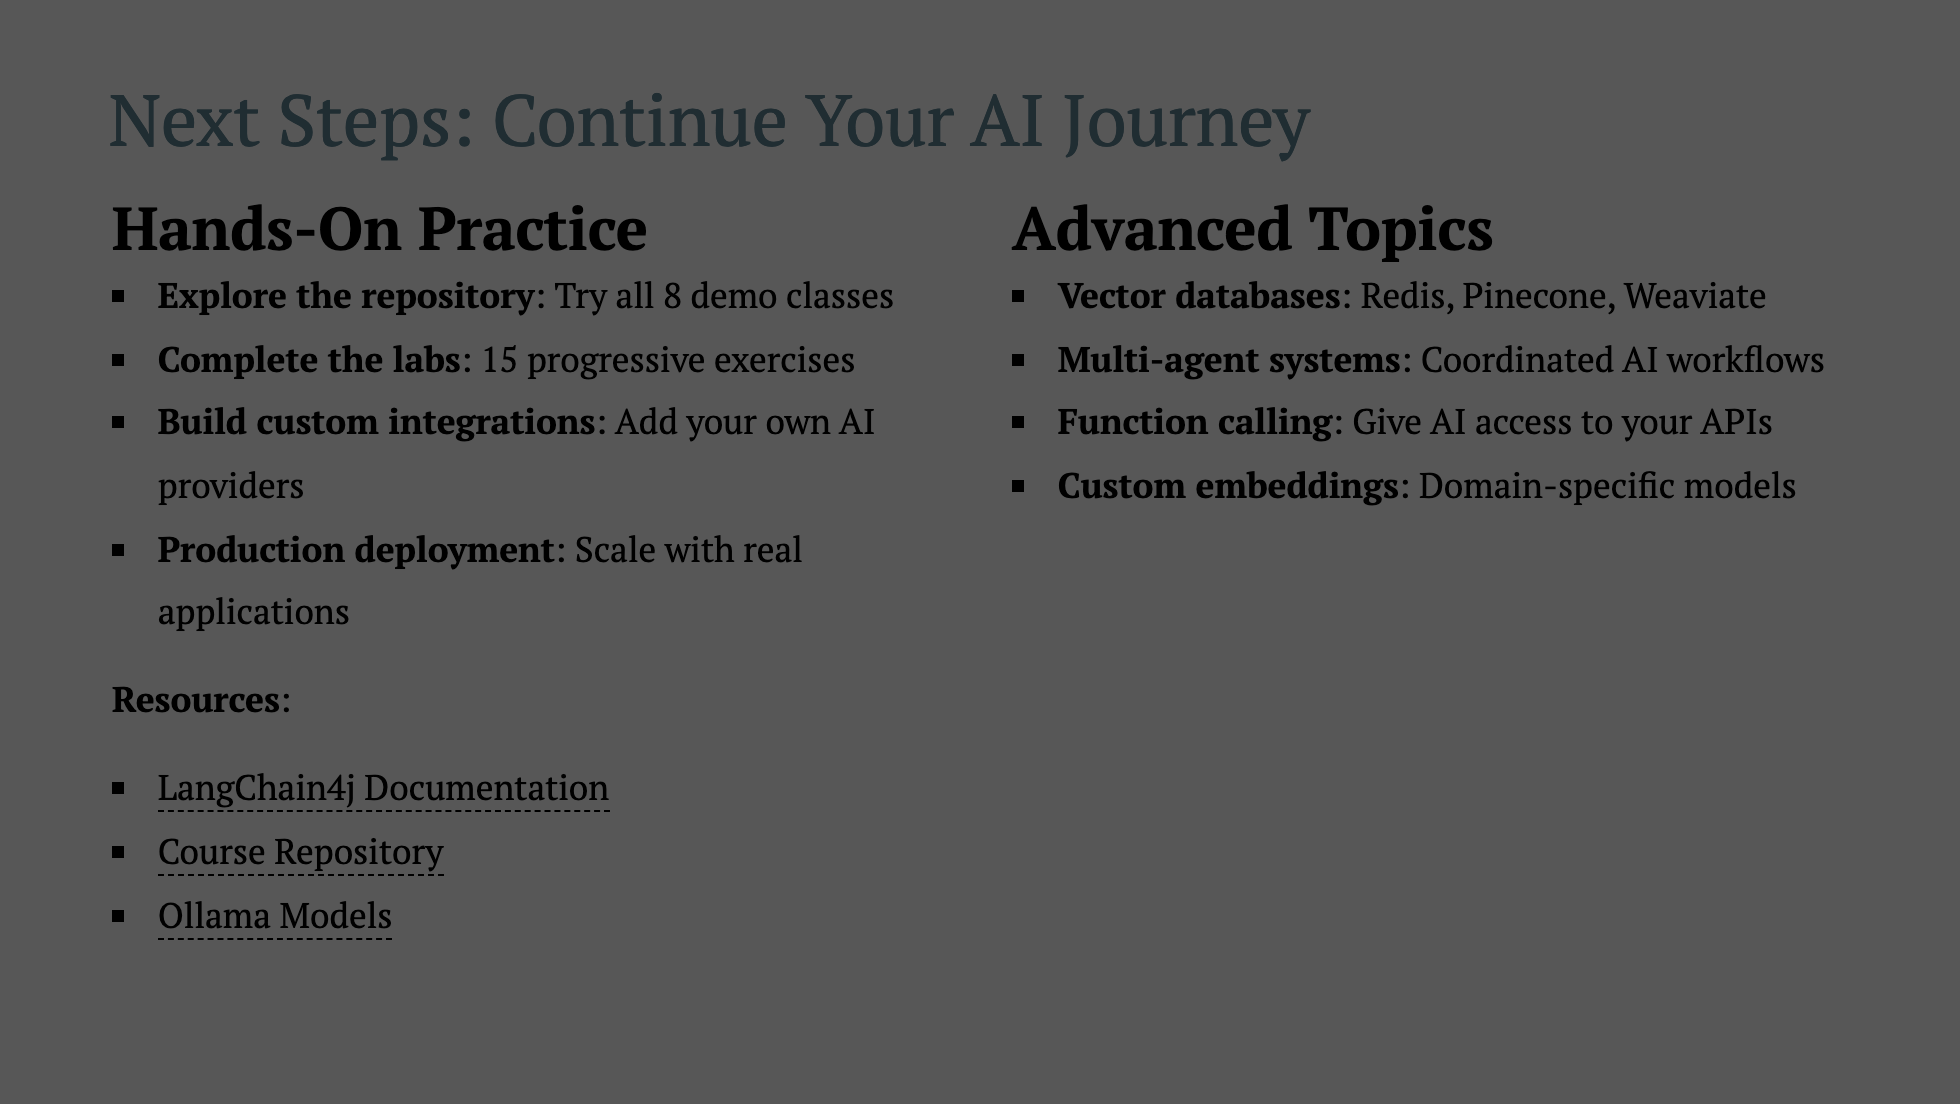 Next Steps: Continue Your AI Journey
Hands-On Practice
Explore the repository: Try all 8 demo classes
Complete the labs: 15 progressive exercises
Build custom integrations: Add your own AI
providers
Production deployment: Scale with real
applications
Resources:
LangChain4j Documentation
Course Repository
Ollama Models
Advanced Topics
Vector databases: Redis, Pinecone, Weaviate
Multi-agent systems: Coordinated AI workflows
Function calling: Give AI access to your APIs
Custom embeddings: Domain-specific models